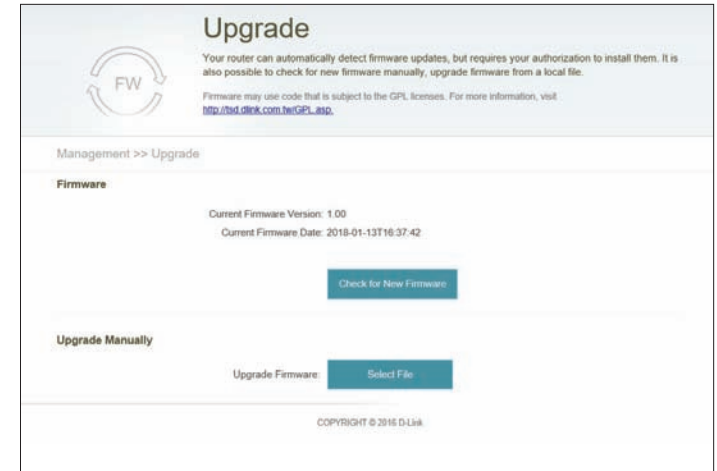 Upgrade
Your router can automatically detect firmware updates, but requires your authorization to install them. It is
also possible to check for new firmware manually, upgrade firmware from a local file.
FW
Firmware may use code that is subject to the GPL licenses. For more information, visit
http://tsd.dlink.com.tw/GPL.asp.
Management >> Upgrade
Firmware
Current Firmware Version: 1.00
Current Firmware Date: 2018-01-13T16:37:42
Check for New Firmware
Upgrade Manually
Upgrade Firmware: Select File
COPYRIGHT © 2016 D-Link